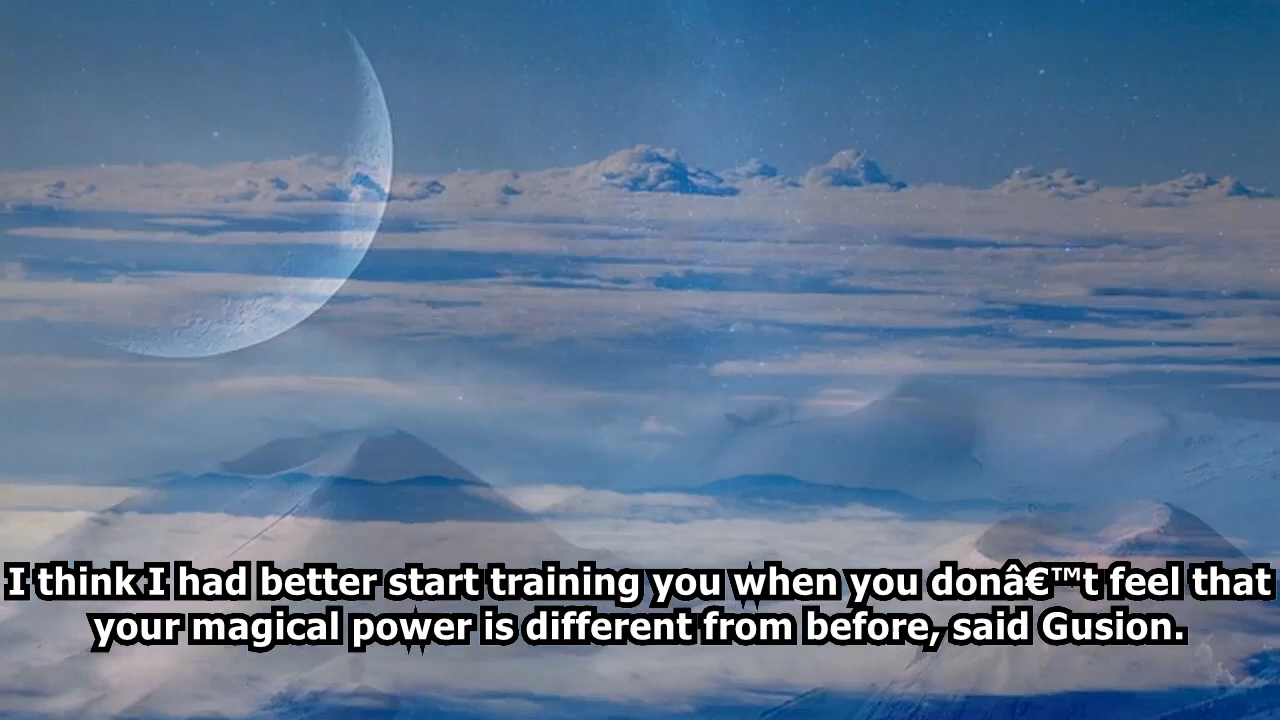 I think I had better start training you when you donâ€™t feel that
your magical power is different from before, said Gusion.